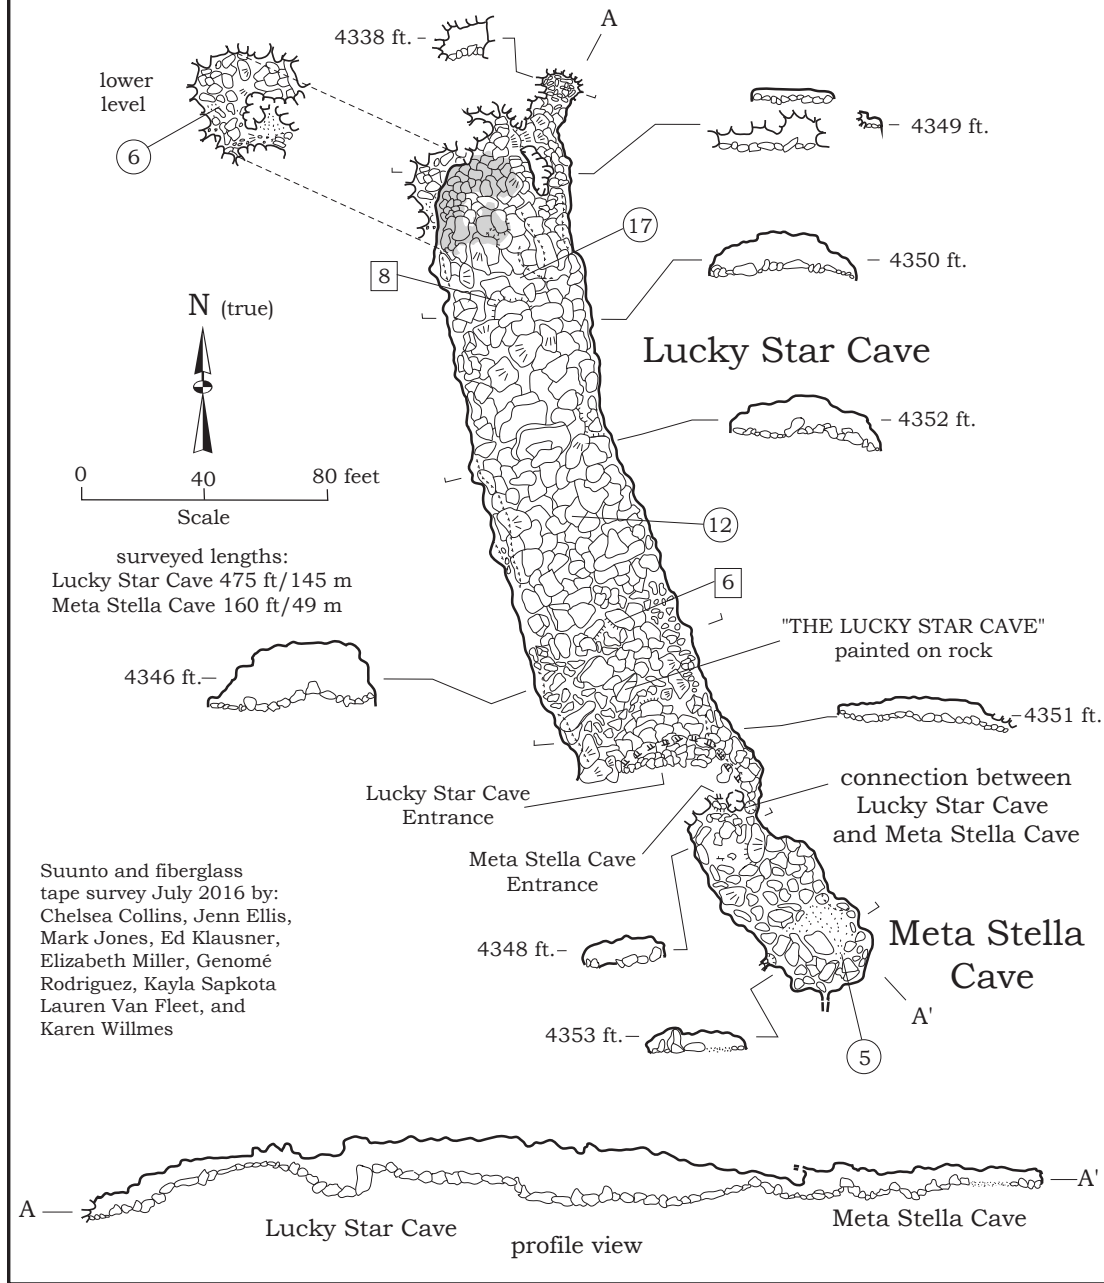 A
4338 ft.
lower
level
6
4349 ft.
17
4350 ft.
8
N (true)
Lucky Star Cave
4352 ft.
0 40 80 feet
Scale
12
surveyed lengths:
Lucky Star Cave 475 ft/145 m
Meta Stella Cave 160 ft/49 m
6
"THE LUCKY STAR CAVE"
painted on rock
4346 ft.
4351 ft.
Lucky Star Cave
Entrance
connection between
Lucky Star Cave
and Meta Stella Cave
Meta Stella Cave
Entrance
Suunto and fiberglass
tape survey July 2016 by:
Chelsea Collins, Jenn Ellis,
Mark Jones, Ed Klausner,
Elizabeth Miller, Genomé
Rodriguez, Kayla Sapkota
Lauren Van Fleet, and
Karen Willmes
4348 ft.
Meta Stella
Cave
A'
4353 ft.
5
A
A'
Lucky Star Cave
Meta Stella Cave
profile view